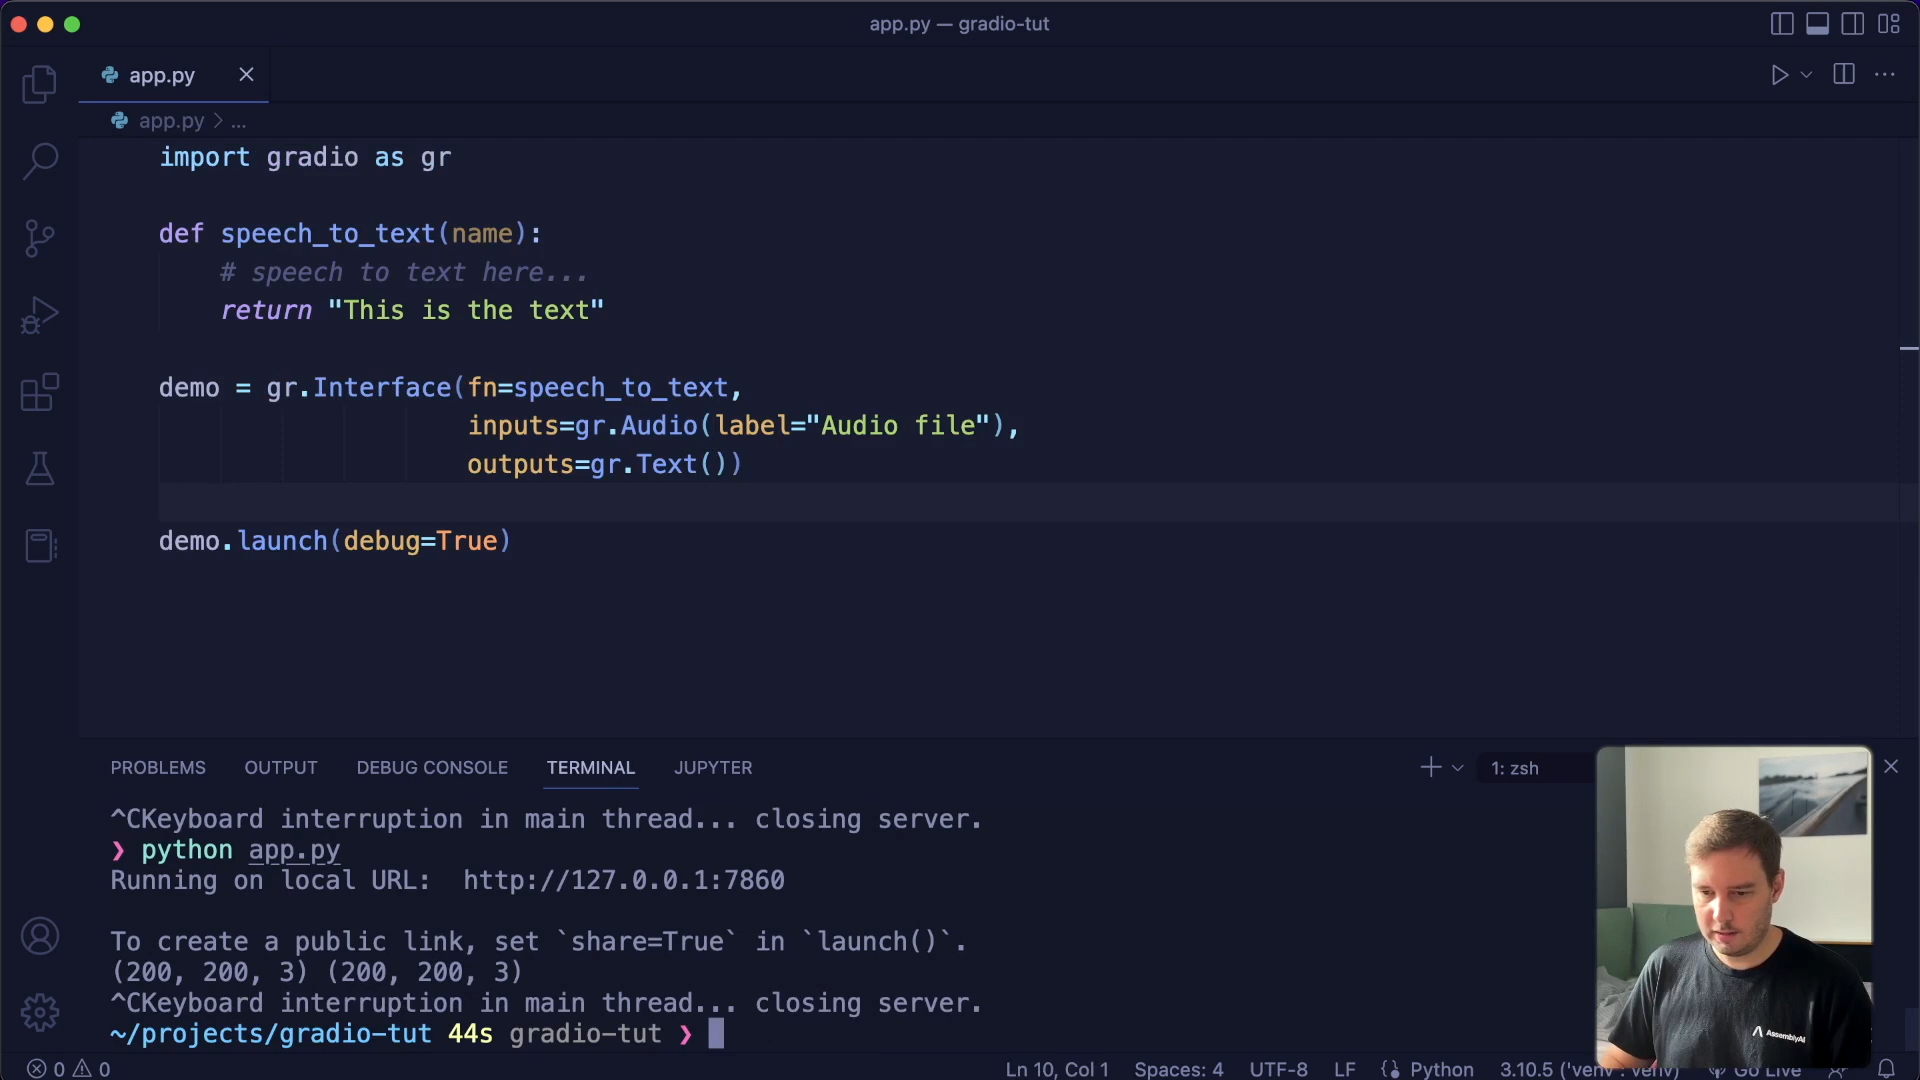 app.py — gradio-tut
app.py
app.py > ...
import gradio as gr
def speech_to_text(name):
# speech to text here...
return "This is the text"
demo = gr.Interface(fn=speech_to_text,
inputs=gr.Audio(label="Audio file"),
outputs=gr.Text())
demo.launch(debug=True)
PROBLEMS OUTPUT DEBUG CONSOLE TERMINAL JUPYTER
1: zsh
^CKeyboard interruption in main thread... closing server.
❯ python app.py
Running on local URL: http://127.0.0.1:7860
To create a public link, set `share=True` in `launch()`.
(200, 200, 3) (200, 200, 3)
^CKeyboard interruption in main thread... closing server.
~/projects/gradio-tut 44s gradio-tut ❯
AssemblyAI
0 0 Ln 10, Col 1 Spaces: 4 UTF-8 LF Python 3.10.5 ('venv': venv) Go Live